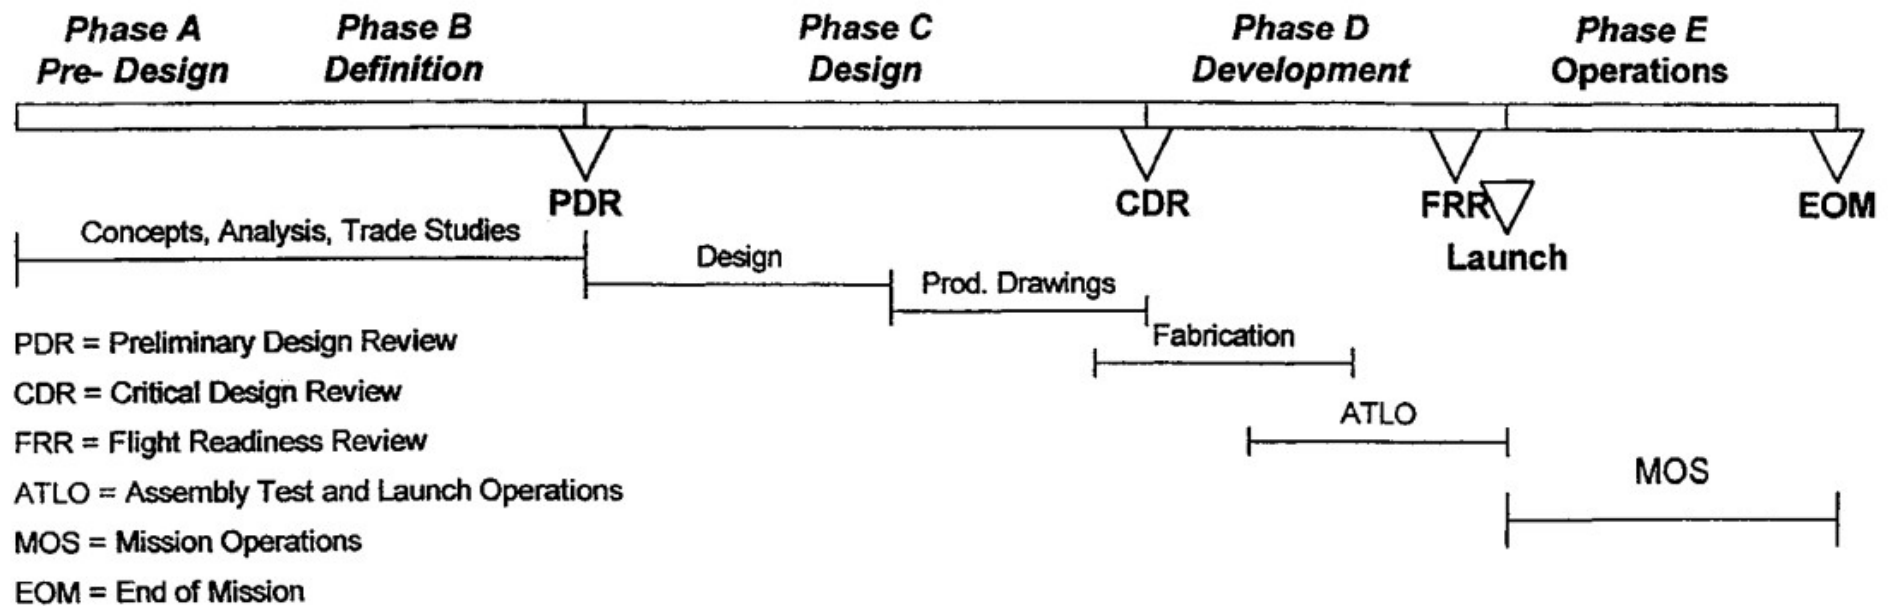 Phase A Phase B Phase C Phase D Phase E
Pre- Design Definition Design Development Operations
PDR CDR FRR EOM
Launch
Concepts, Analysis, Trade Studies
Design
Prod. Drawings
Fabrication
ATLO
MOS
PDR = Preliminary Design Review
CDR = Critical Design Review
FRR = Flight Readiness Review
ATLO = Assembly Test and Launch Operations
MOS = Mission Operations
EOM = End of Mission